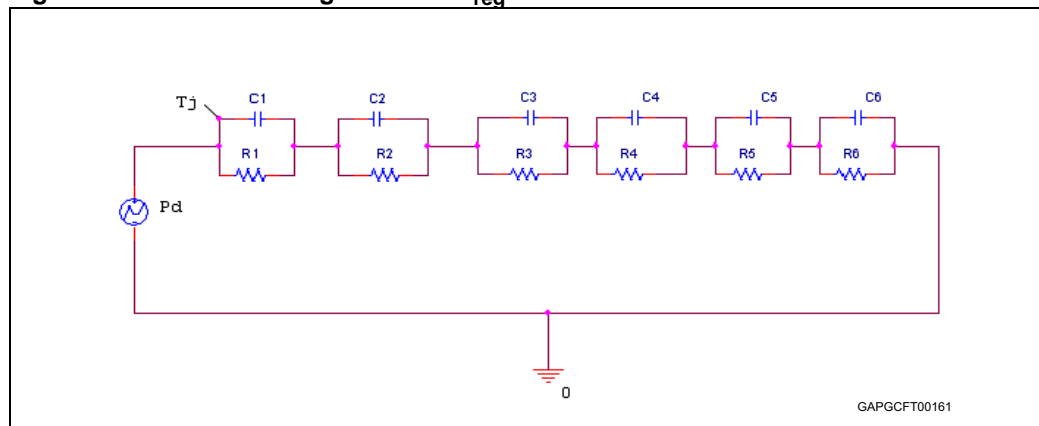 Tj
C1 C2 C3 C4 C5 C6
R1 R2 R3 R4 R5 R6
Pd
0
GAPGCFT00161